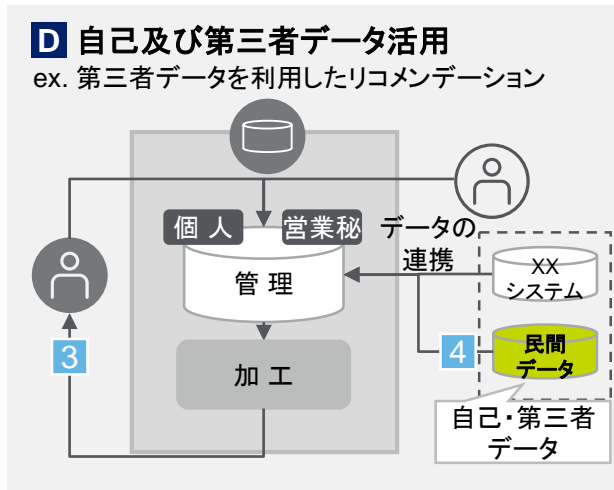 D 自己及び第三者データ活用
ex. 第三者データを利用したリコメンデーション
個 人
営業秘
データの
連携
管 理
XX
システム
3
加 工
4
民間
データ
自己・第三者
データ